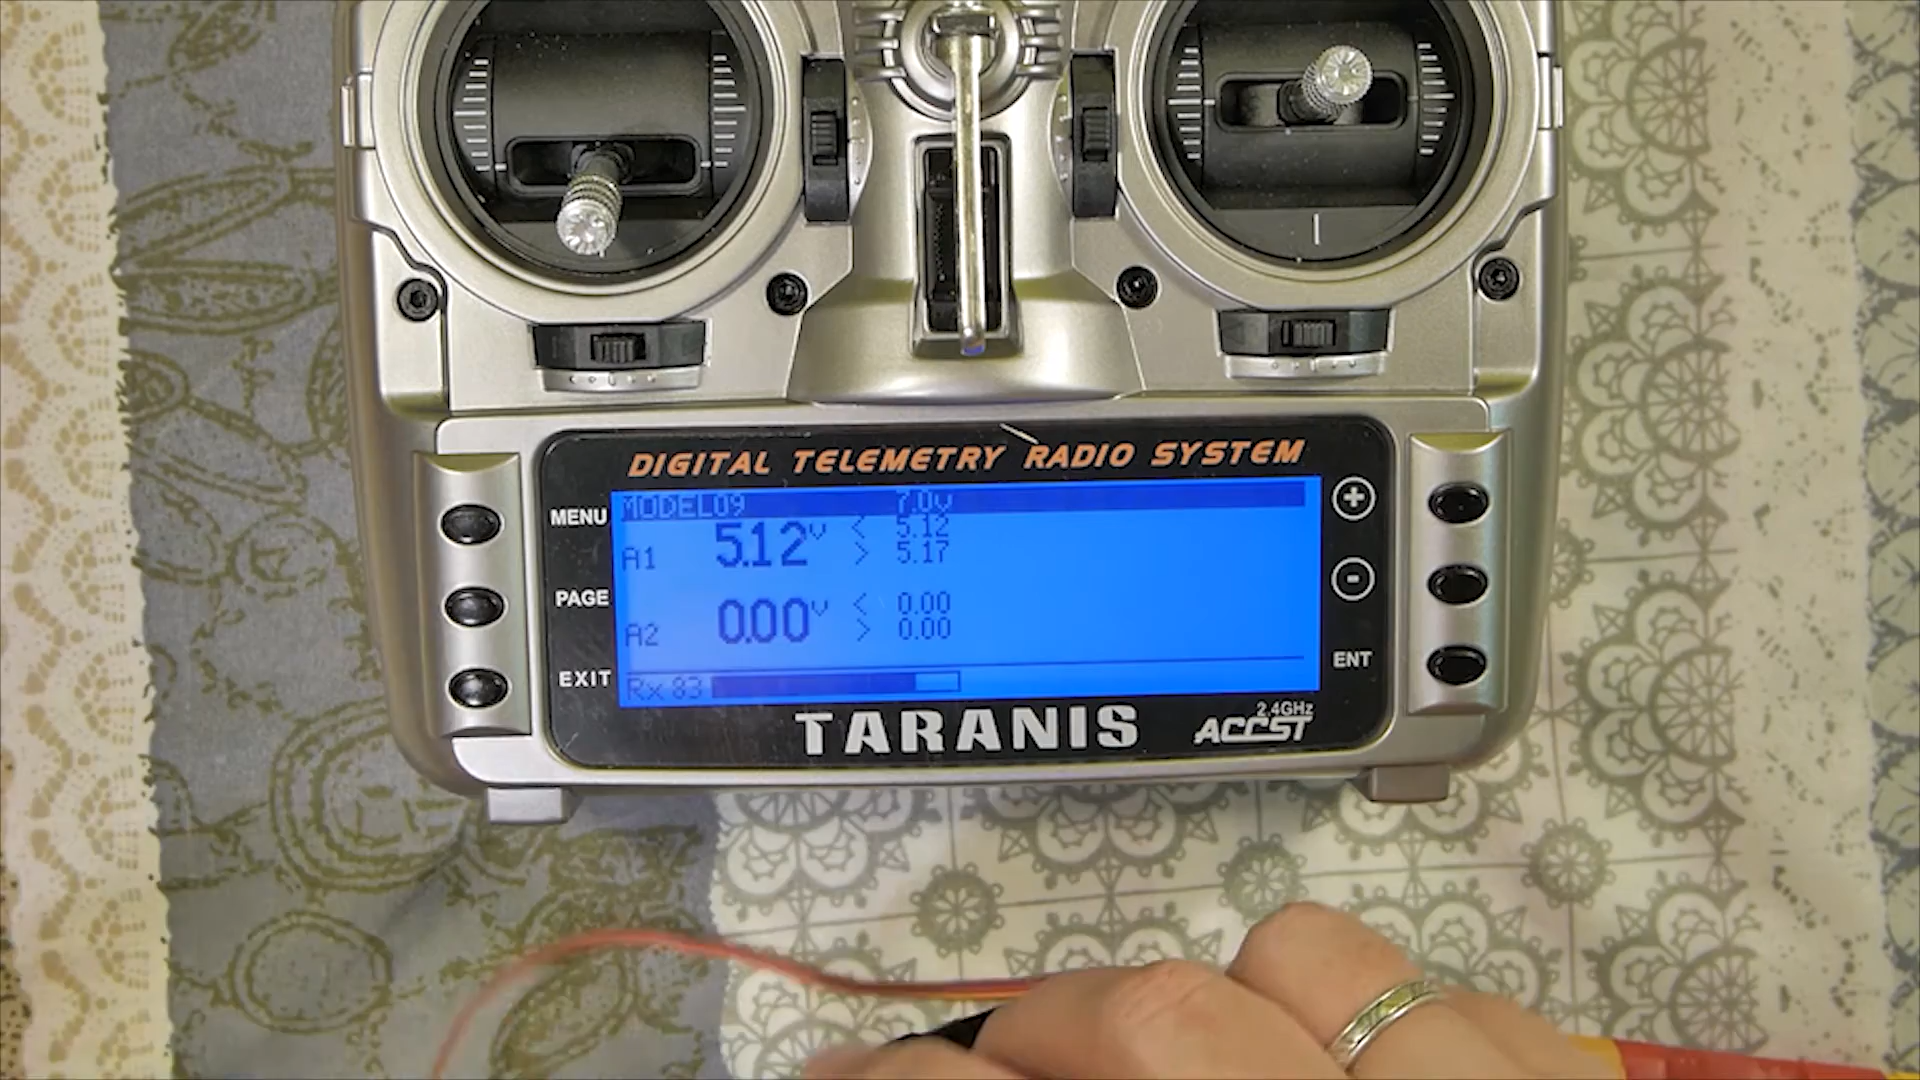 DIGITAL TELEMETRY RADIO SYSTEM
MENU
PAGE
EXIT
MODEL09 7.0v
A1 5.12v < 5.12
> 5.17
A2 0.00v < 0.00
> 0.00
Rx 83
+
-
ENT
TARANIS
2.4GHz
ACCST